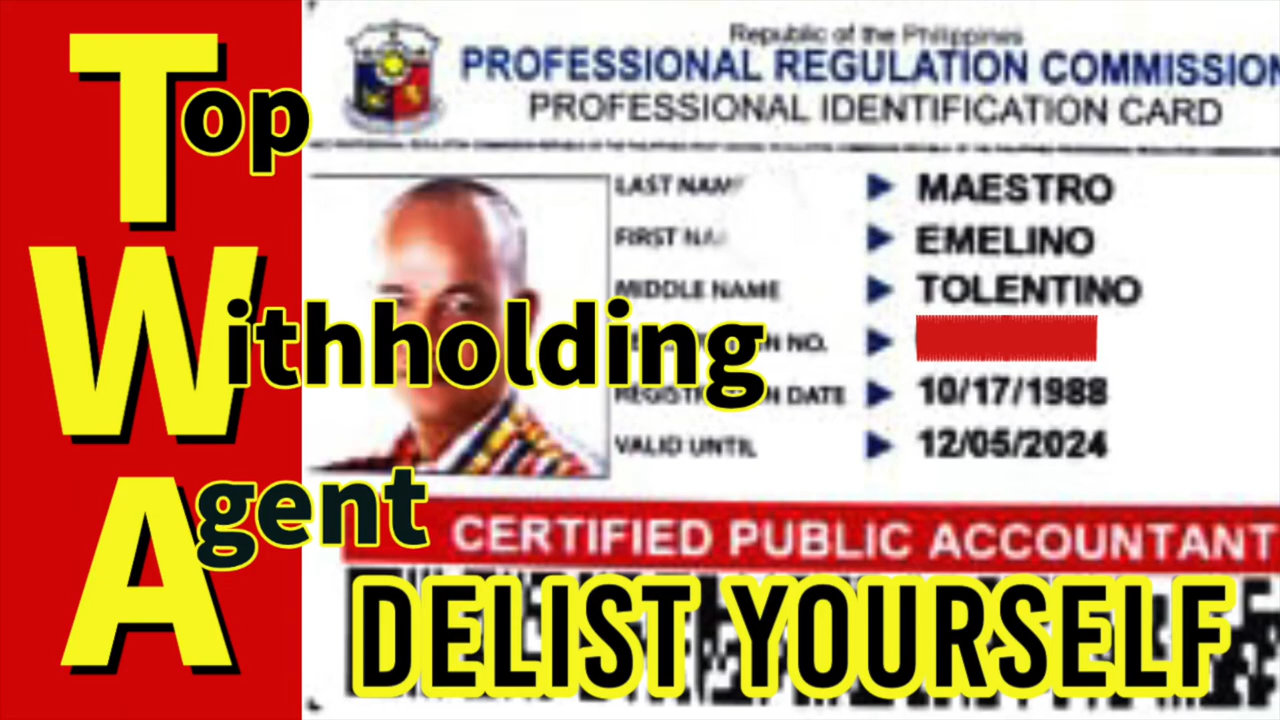 Top
Withholding
Agent
Republic of the Philippines
PROFESSIONAL REGULATION COMMISSION
PROFESSIONAL IDENTIFICATION CARD
LAST NAM MAESTRO
FIRST NA EMELINO
MIDDLE NAME TOLENTINO
N NO.
REGISTR N DATE 10/17/1988
VALID UNTIL 12/05/2024
CERTIFIED PUBLIC ACCOUNTANT
DELIST YOURSELF